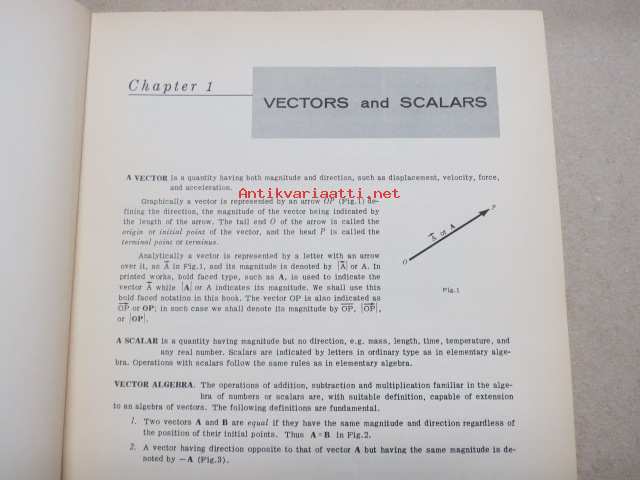 Chapter 1
VECTORS and SCALARS
A VECTOR is a quantity having both magnitude and direction, such as displacement, velocity, force,
and acceleration.
Antikvariaatti.net
Graphically a vector is represented by an arrow OP (Fig.1) de-
fining the direction, the magnitude of the vector being indicated by
the length of the arrow. The tail end O of the arrow is called the
origin or initial point of the vector, and the head P is called the
terminal point or terminus.
Analytically a vector is represented by a letter with an arrow
over it, as A⃗ in Fig.1, and its magnitude is denoted by |A⃗| or A. In
printed works, bold faced type, such as A, is used to indicate the
vector A⃗ while |A| or A indicates its magnitude. We shall use this
bold faced notation in this book. The vector OP is also indicated as
O⃗P⃗ or OP; in such case we shall denote its magnitude by O̅P̅, |O⃗P⃗|,
or |OP|.
P
A⃗ or A
O
Fig.1
A SCALAR is a quantity having magnitude but no direction, e.g. mass, length, time, temperature, and
any real number. Scalars are indicated by letters in ordinary type as in elementary alge-
bra. Operations with scalars follow the same rules as in elementary algebra.
VECTOR ALGEBRA. The operations of addition, subtraction and multiplication familiar in the alge-
bra of numbers or scalars are, with suitable definition, capable of extension
to an algebra of vectors. The following definitions are fundamental.
1. Two vectors A and B are equal if they have the same magnitude and direction regardless of
the position of their initial points. Thus A=B in Fig.2.
2. A vector having direction opposite to that of vector A but having the same magnitude is de-
noted by −A (Fig.3).